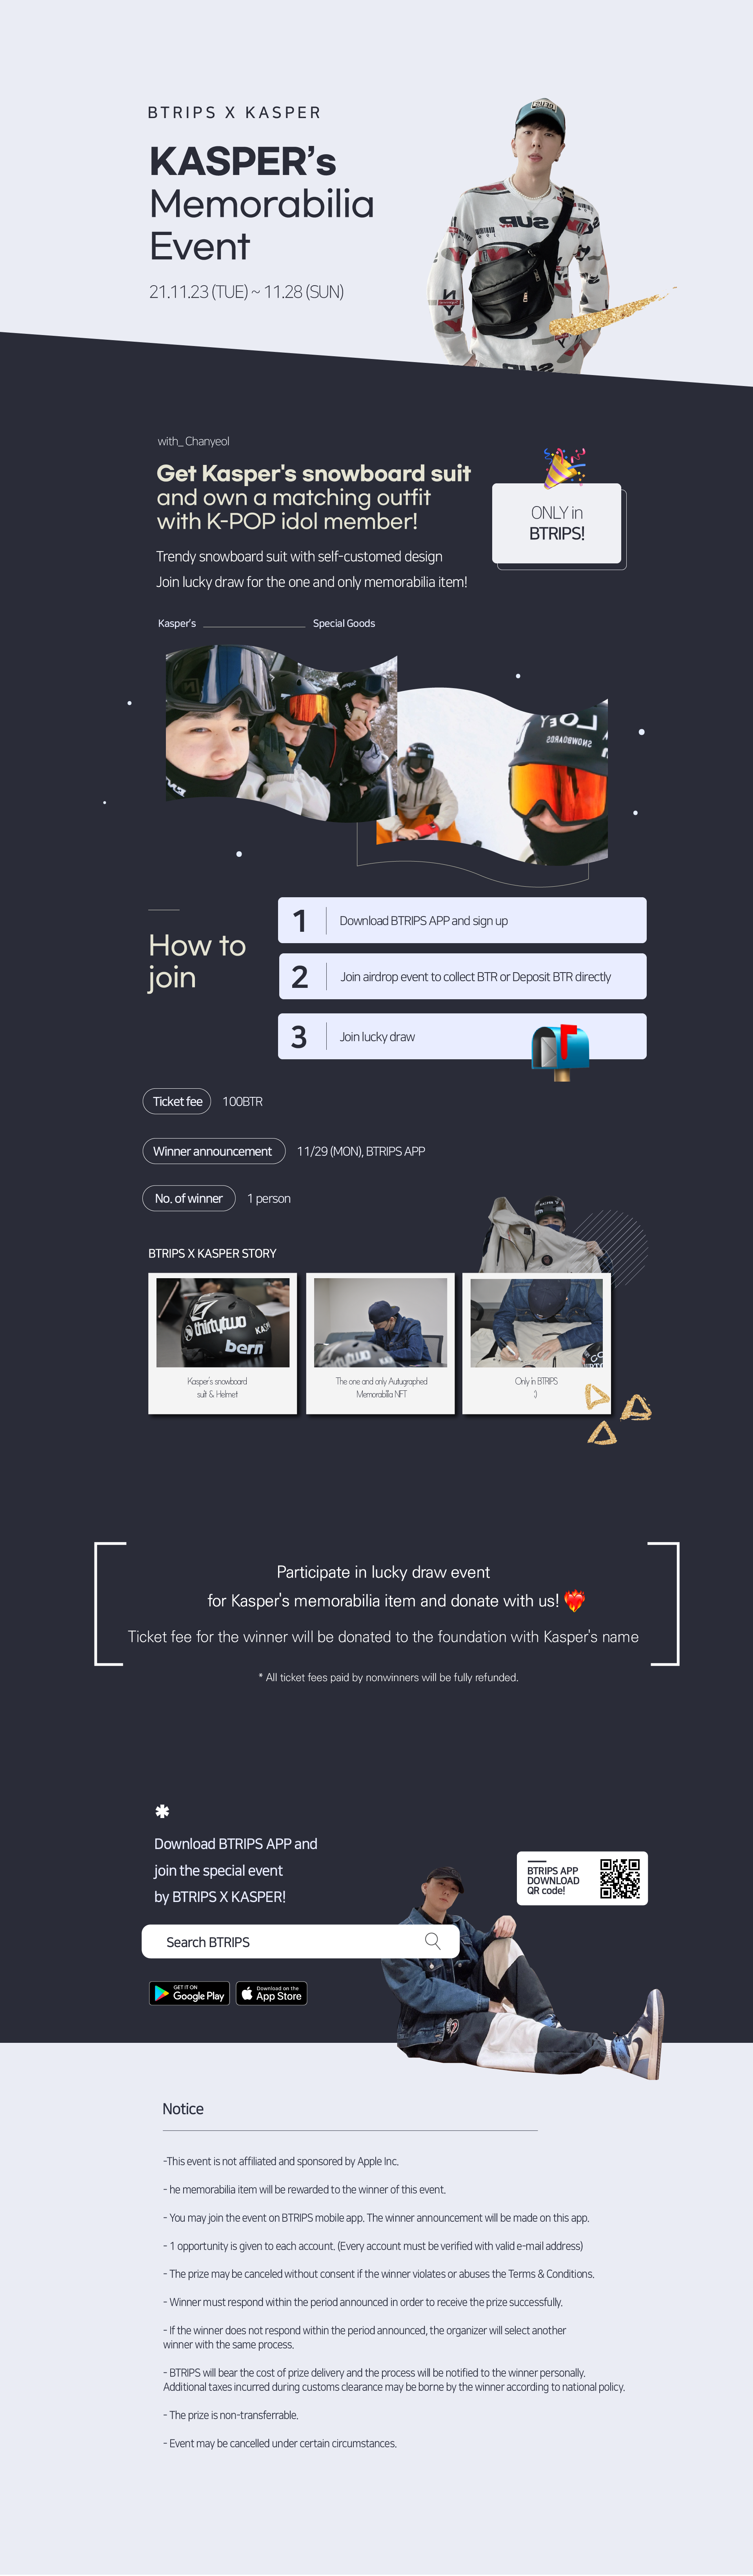 BTRIPS X KASPER
KASPER's
Memorabilia
Event
21.11.23 (TUE) ~ 11.28 (SUN)
with_ Chanyeol
Get Kasper's snowboard suit
and own a matching outfit
with K-POP idol member!
ONLY in
BTRIPS!
Trendy snowboard suit with self-customed design
Join lucky draw for the one and only memorabilia item!
Kasper's
Special Goods
How to
join
1
Download BTRIPS APP and sign up
2
Join airdrop event to collect BTR or Deposit BTR directly
3
Join lucky draw
Ticket fee
100BTR
Winner announcement
11/29 (MON), BTRIPS APP
No. of winner
1 person
BTRIPS X KASPER STORY
thirtytwo
bern
Kasper's snowboard
suit & Helmet
The one and only Autugraphed
Memorabilia NFT
Only in BTRIPS
:)
Participate in lucky draw event
for Kasper's memorabilia item and donate with us! ❤️‍🔥
Ticket fee for the winner will be donated to the foundation with Kasper's name
* All ticket fees paid by nonwinners will be fully refunded.
*
Download BTRIPS APP and
join the special event
by BTRIPS X KASPER!
BTRIPS APP
DOWNLOAD
QR code!
Search BTRIPS
GET IT ON
Google Play
Download on the
App Store
Notice
-This event is not affiliated and sponsored by Apple Inc.
- he memorabilia item will be rewarded to the winner of this event.
- You may join the event on BTRIPS mobile app. The winner announcement will be made on this app.
- 1 opportunity is given to each account. (Every account must be verified with valid e-mail address)
- The prize may be canceled without consent if the winner violates or abuses the Terms & Conditions.
- Winner must respond within the period announced in order to receive the prize successfully.
- If the winner does not respond within the period announced, the organizer will select another
winner with the same process.
- BTRIPS will bear the cost of prize delivery and the process will be notified to the winner personally.
Additional taxes incurred during customs clearance may be borne by the winner according to national policy.
- The prize is non-transferrable.
- Event may be cancelled under certain circumstances.